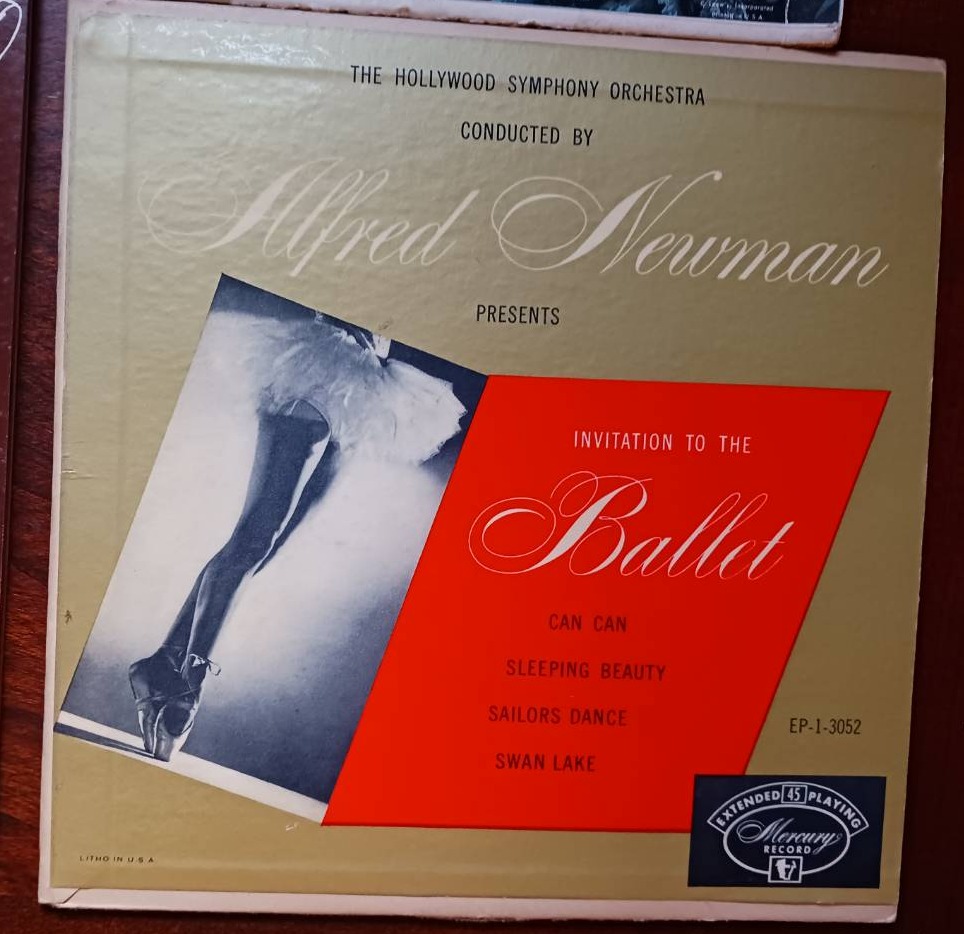 THE HOLLYWOOD SYMPHONY ORCHESTRA
CONDUCTED BY
Alfred Newman
PRESENTS
INVITATION TO THE
Ballet
CAN CAN
SLEEPING BEAUTY
SAILORS DANCE
SWAN LAKE
EP-1-3052
EXTENDED 45 PLAYING
Mercury
RECORD
LITHO IN U S A